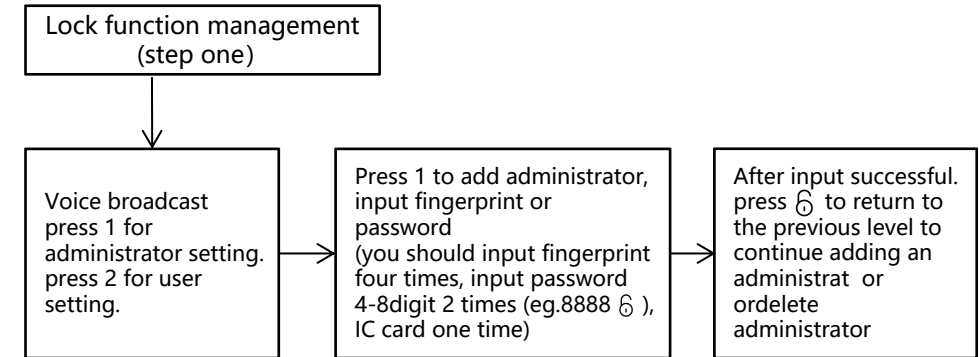 Lock function management
(step one)
Voice broadcast
press 1 for
administrator setting.
press 2 for user
setting.
Press 1 to add administrator,
input fingerprint or
password
(you should input fingerprint
four times, input password
4-8digit 2 times (eg.8888 ),
IC card one time)
After input successful.
press to return to
the previous level to
continue adding an
administrat or
ordelete
administrator